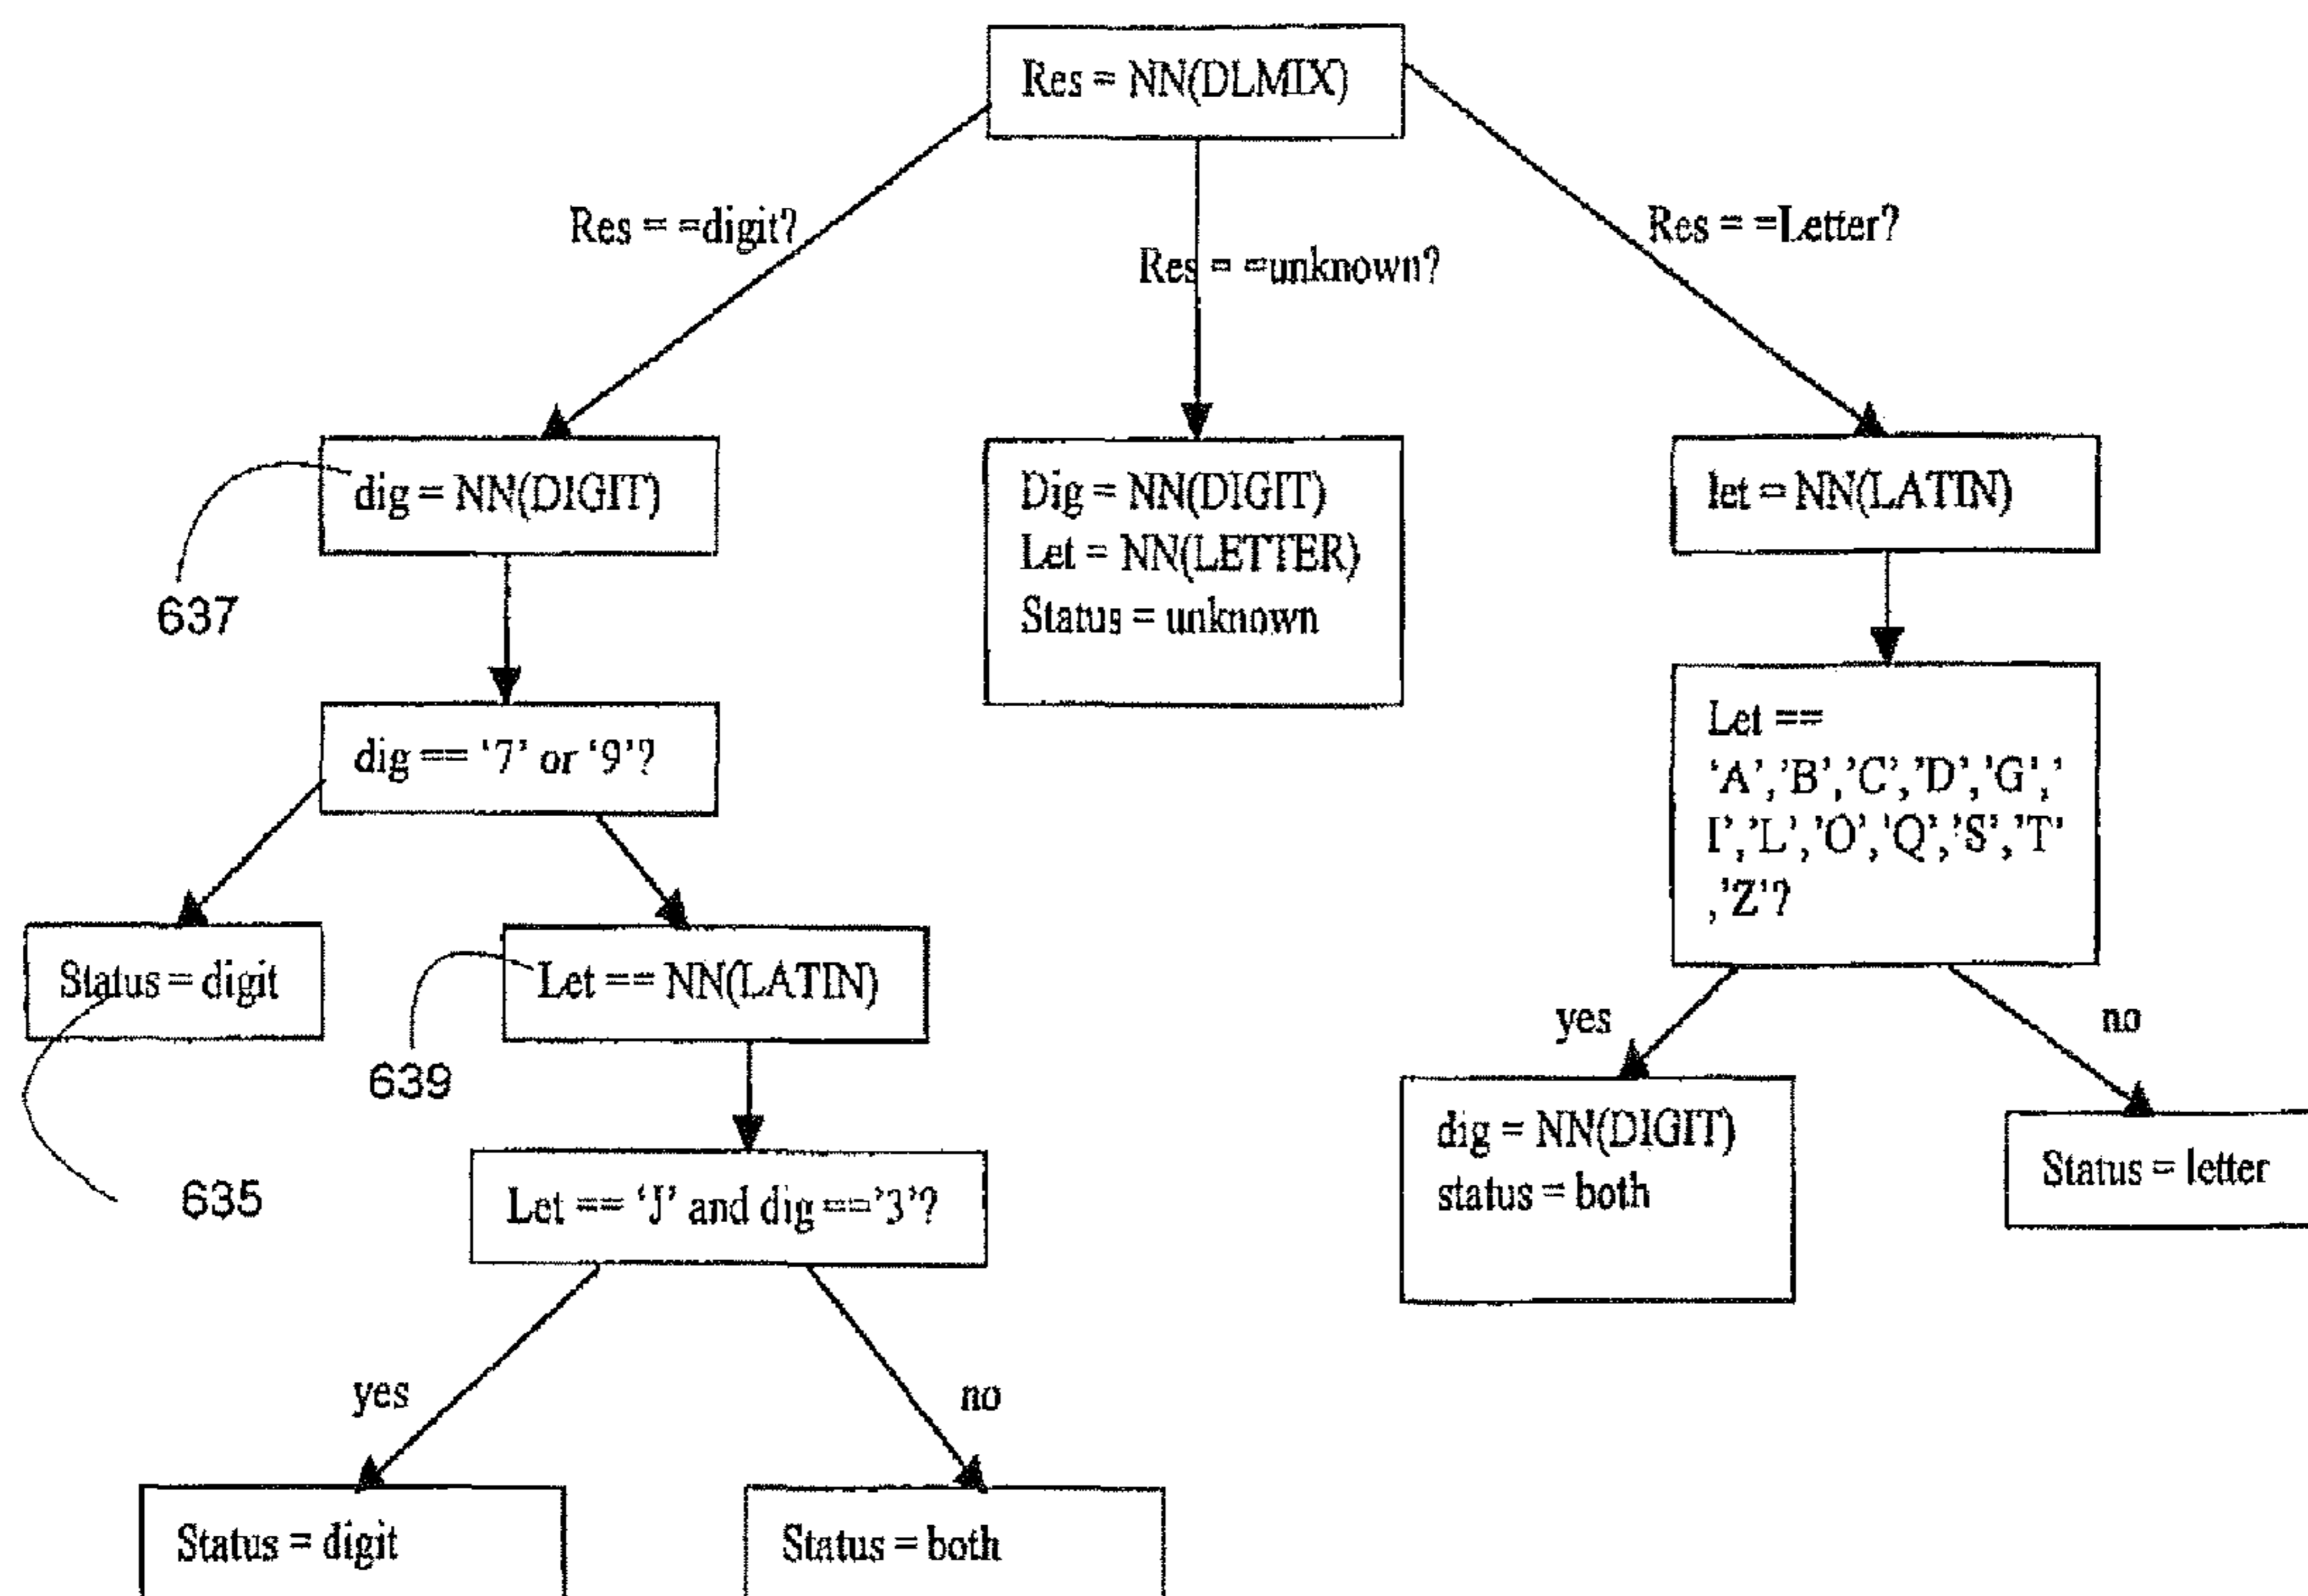 Res = NN(DLMIX)
Res = =digit?
Res = =unknown?
Res = =Letter?
dig = NN(DIGIT)
637
Dig = NN(DIGIT)
Let = NN(LETTER)
Status = unknown
let = NN(LATIN)
dig == ‘7’ or ‘9’?
Let ==
‘A’,’B’,’C’,’D’,’G’,’
I’,’L’,’O’,’Q’,’S’,’T’
,’Z’?
Status = digit
635
Let == NN(LATIN)
639
yes
no
Let == ‘J’ and dig ==’3’?
dig = NN(DIGIT)
status = both
Status = letter
yes
no
Status = digit
Status = both